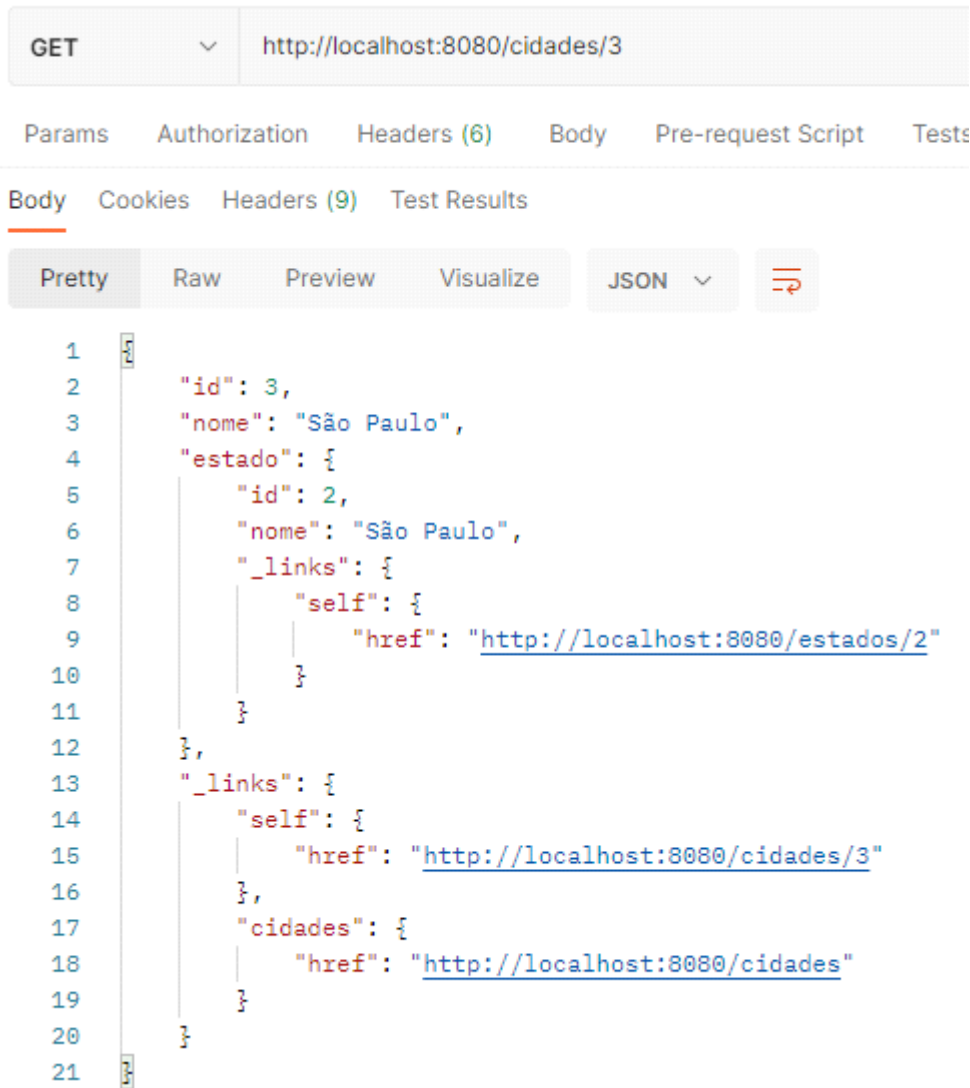 GET http://localhost:8080/cidades/3
Params Authorization Headers (6) Body Pre-request Script Tests
Body Cookies Headers (9) Test Results
Pretty Raw Preview Visualize JSON
1 {
2 "id": 3,
3 "nome": "São Paulo",
4 "estado": {
5 "id": 2,
6 "nome": "São Paulo",
7 "_links": {
8 "self": {
9 "href": "http://localhost:8080/estados/2"
10 }
11 }
12 },
13 "_links": {
14 "self": {
15 "href": "http://localhost:8080/cidades/3"
16 },
17 "cidades": {
18 "href": "http://localhost:8080/cidades"
19 }
20 }
21 }